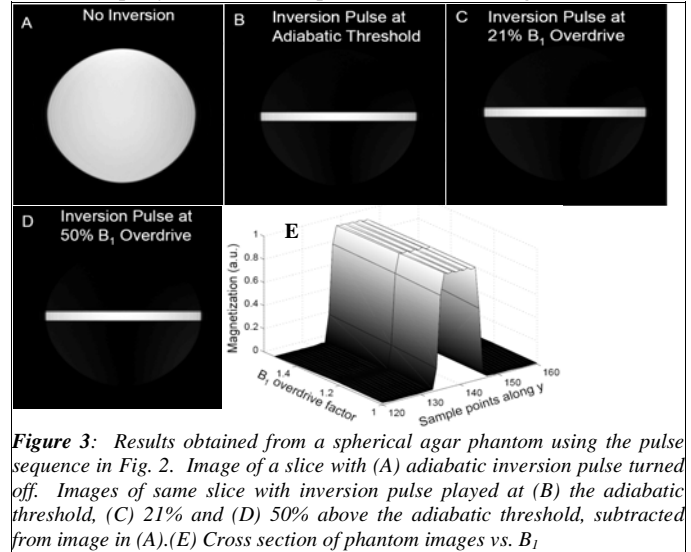 A
No Inversion
B
Inversion Pulse at
Adiabatic Threshold
C
Inversion Pulse at
21% B1 Overdrive
D
Inversion Pulse at
50% B1 Overdrive
E
Magnetization (a.u.)
1
0.8
0.6
0.4
0.2
0
B1 overdrive factor
1.4
1.2
1
Sample points along y
120
130
140
150
160
Figure 3: Results obtained from a spherical agar phantom using the pulse
sequence in Fig. 2. Image of a slice with (A) adiabatic inversion pulse turned
off. Images of same slice with inversion pulse played at (B) the adiabatic
threshold, (C) 21% and (D) 50% above the adiabatic threshold, subtracted
from image in (A).(E) Cross section of phantom images vs. B1